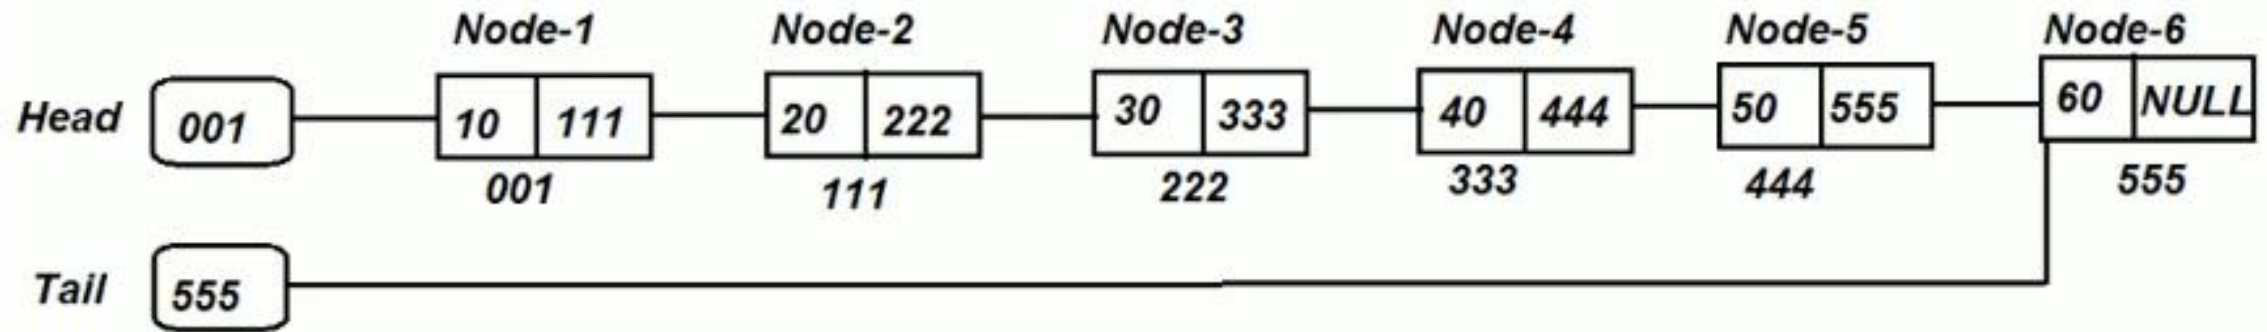 Node-1 Node-2 Node-3 Node-4 Node-5 Node-6
Head 001 10 111 20 222 30 333 40 444 50 555 60 NULL
001 111 222 333 444 555
Tail 555